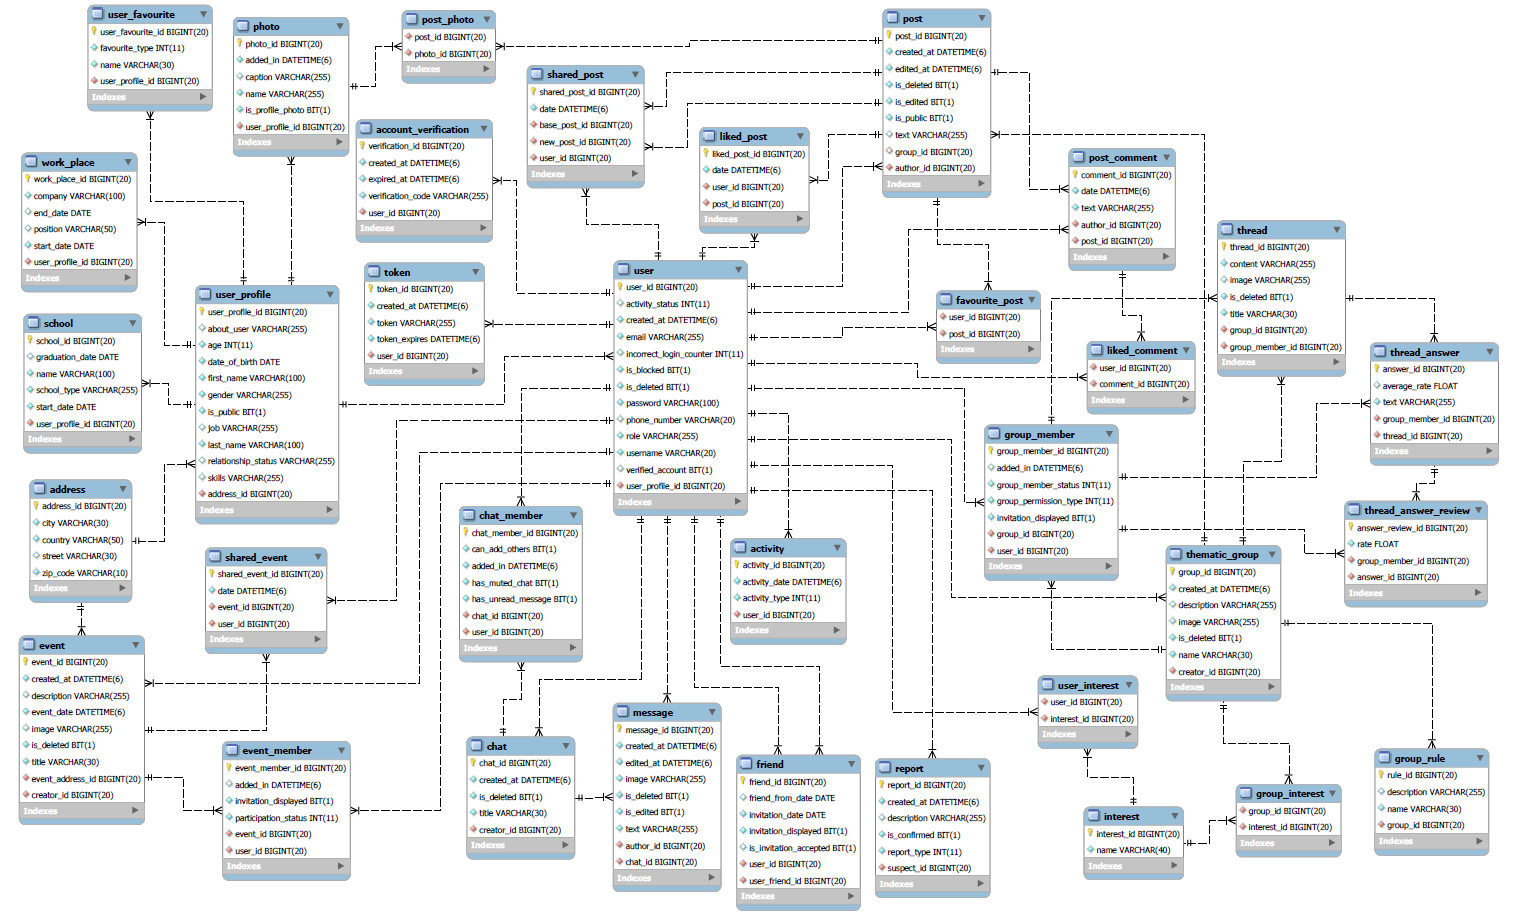 user_favourite
user_favourite_id BIGINT(20)
favourite_type INT(11)
name VARCHAR(30)
user_profile_id BIGINT(20)
Indexes
photo
photo_id BIGINT(20)
added_in DATETIME(6)
caption VARCHAR(255)
name VARCHAR(255)
is_profile_photo BIT(1)
user_profile_id BIGINT(20)
Indexes
post_photo
post_id BIGINT(20)
photo_id BIGINT(20)
Indexes
shared_post
shared_post_id BIGINT(20)
date DATETIME(6)
base_post_id BIGINT(20)
new_post_id BIGINT(20)
user_id BIGINT(20)
Indexes
post
post_id BIGINT(20)
created_at DATETIME(6)
edited_at DATETIME(6)
is_deleted BIT(1)
is_edited BIT(1)
is_public BIT(1)
text VARCHAR(255)
group_id BIGINT(20)
author_id BIGINT(20)
Indexes
account_verification
verification_id BIGINT(20)
created_at DATETIME(6)
expired_at DATETIME(6)
verification_code VARCHAR(255)
user_id BIGINT(20)
Indexes
liked_post
liked_post_id BIGINT(20)
date DATETIME(6)
user_id BIGINT(20)
post_id BIGINT(20)
Indexes
post_comment
comment_id BIGINT(20)
date DATETIME(6)
text VARCHAR(255)
author_id BIGINT(20)
post_id BIGINT(20)
Indexes
work_place
work_place_id BIGINT(20)
company VARCHAR(100)
end_date DATE
position VARCHAR(50)
start_date DATE
user_profile_id BIGINT(20)
Indexes
thread
thread_id BIGINT(20)
content VARCHAR(255)
image VARCHAR(255)
is_deleted BIT(1)
title VARCHAR(30)
group_id BIGINT(20)
group_member_id BIGINT(20)
Indexes
user_profile
user_profile_id BIGINT(20)
about_user VARCHAR(255)
age INT(11)
date_of_birth DATE
first_name VARCHAR(100)
gender VARCHAR(255)
is_public BIT(1)
job VARCHAR(255)
last_name VARCHAR(100)
relationship_status VARCHAR(255)
skills VARCHAR(255)
address_id BIGINT(20)
Indexes
token
token_id BIGINT(20)
created_at DATETIME(6)
token VARCHAR(255)
token_expires DATETIME(6)
user_id BIGINT(20)
Indexes
user
user_id BIGINT(20)
activity_status INT(11)
created_at DATETIME(6)
email VARCHAR(255)
incorrect_login_counter INT(11)
is_blocked BIT(1)
is_deleted BIT(1)
password VARCHAR(100)
phone_number VARCHAR(20)
role VARCHAR(255)
username VARCHAR(20)
verified_account BIT(1)
user_profile_id BIGINT(20)
Indexes
favourite_post
user_id BIGINT(20)
post_id BIGINT(20)
Indexes
school
school_id BIGINT(20)
graduation_date DATE
name VARCHAR(100)
school_type VARCHAR(255)
start_date DATE
user_profile_id BIGINT(20)
Indexes
liked_comment
user_id BIGINT(20)
comment_id BIGINT(20)
Indexes
thread_answer
answer_id BIGINT(20)
average_rate FLOAT
text VARCHAR(255)
group_member_id BIGINT(20)
thread_id BIGINT(20)
Indexes
group_member
group_member_id BIGINT(20)
added_in DATETIME(6)
group_member_status INT(11)
group_permission_type INT(11)
invitation_displayed BIT(1)
group_id BIGINT(20)
user_id BIGINT(20)
Indexes
address
address_id BIGINT(20)
city VARCHAR(30)
country VARCHAR(50)
street VARCHAR(30)
zip_code VARCHAR(10)
Indexes
chat_member
chat_member_id BIGINT(20)
can_add_others BIT(1)
added_in DATETIME(6)
has_muted_chat BIT(1)
has_unread_message BIT(1)
chat_id BIGINT(20)
user_id BIGINT(20)
Indexes
thread_answer_review
answer_review_id BIGINT(20)
rate FLOAT
group_member_id BIGINT(20)
answer_id BIGINT(20)
Indexes
shared_event
shared_event_id BIGINT(20)
date DATETIME(6)
event_id BIGINT(20)
user_id BIGINT(20)
Indexes
activity
activity_id BIGINT(20)
activity_date DATETIME(6)
activity_type INT(11)
user_id BIGINT(20)
Indexes
thematic_group
group_id BIGINT(20)
created_at DATETIME(6)
description VARCHAR(255)
image VARCHAR(255)
is_deleted BIT(1)
name VARCHAR(30)
creator_id BIGINT(20)
Indexes
event
event_id BIGINT(20)
created_at DATETIME(6)
description VARCHAR(255)
event_date DATETIME(6)
image VARCHAR(255)
is_deleted BIT(1)
title VARCHAR(30)
event_address_id BIGINT(20)
creator_id BIGINT(20)
Indexes
user_interest
user_id BIGINT(20)
interest_id BIGINT(20)
Indexes
message
message_id BIGINT(20)
created_at DATETIME(6)
edited_at DATETIME(6)
image VARCHAR(255)
is_deleted BIT(1)
is_edited BIT(1)
text VARCHAR(255)
author_id BIGINT(20)
chat_id BIGINT(20)
Indexes
event_member
event_member_id BIGINT(20)
added_in DATETIME(6)
invitation_displayed BIT(1)
participation_status INT(11)
event_id BIGINT(20)
user_id BIGINT(20)
Indexes
chat
chat_id BIGINT(20)
created_at DATETIME(6)
is_deleted BIT(1)
title VARCHAR(30)
creator_id BIGINT(20)
Indexes
friend
friend_id BIGINT(20)
friend_from_date DATE
invitation_date DATE
invitation_displayed BIT(1)
is_invitation_accepted BIT(1)
user_id BIGINT(20)
user_friend_id BIGINT(20)
Indexes
report
report_id BIGINT(20)
created_at DATETIME(6)
description VARCHAR(255)
is_confirmed BIT(1)
report_type INT(11)
suspect_id BIGINT(20)
Indexes
interest
interest_id BIGINT(20)
name VARCHAR(40)
Indexes
group_interest
group_id BIGINT(20)
interest_id BIGINT(20)
Indexes
group_rule
rule_id BIGINT(20)
description VARCHAR(255)
name VARCHAR(30)
group_id BIGINT(20)
Indexes